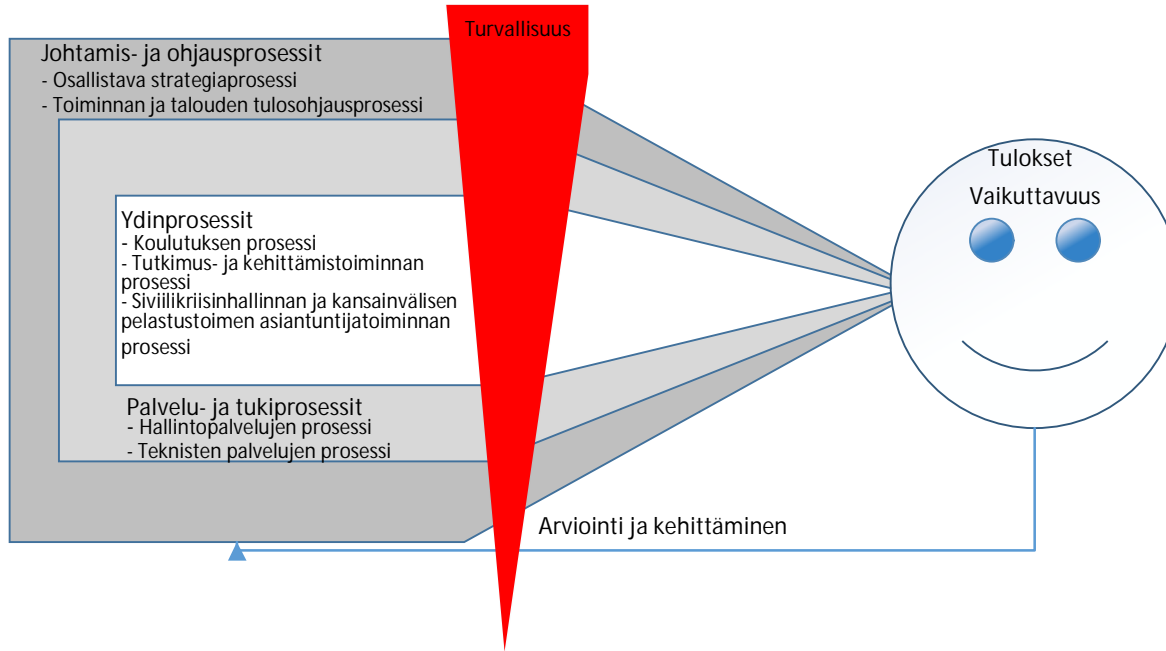 Turvallisuus
Johtamis- ja ohjausprosessit
- Osallistava strategiaprosessi
- Toiminnan ja talouden tulosohjausprosessi
Ydinprosessit
- Koulutuksen prosessi
- Tutkimus- ja kehittämistoiminnan
prosessi
- Siviilikriisinhallinnan ja kansainvälisen
pelastustoimen asiantuntijatoiminnan
prosessi
Palvelu- ja tukiprosessit
- Hallintopalvelujen prosessi
- Teknisten palvelujen prosessi
Tulokset
Vaikuttavuus
Arviointi ja kehittäminen